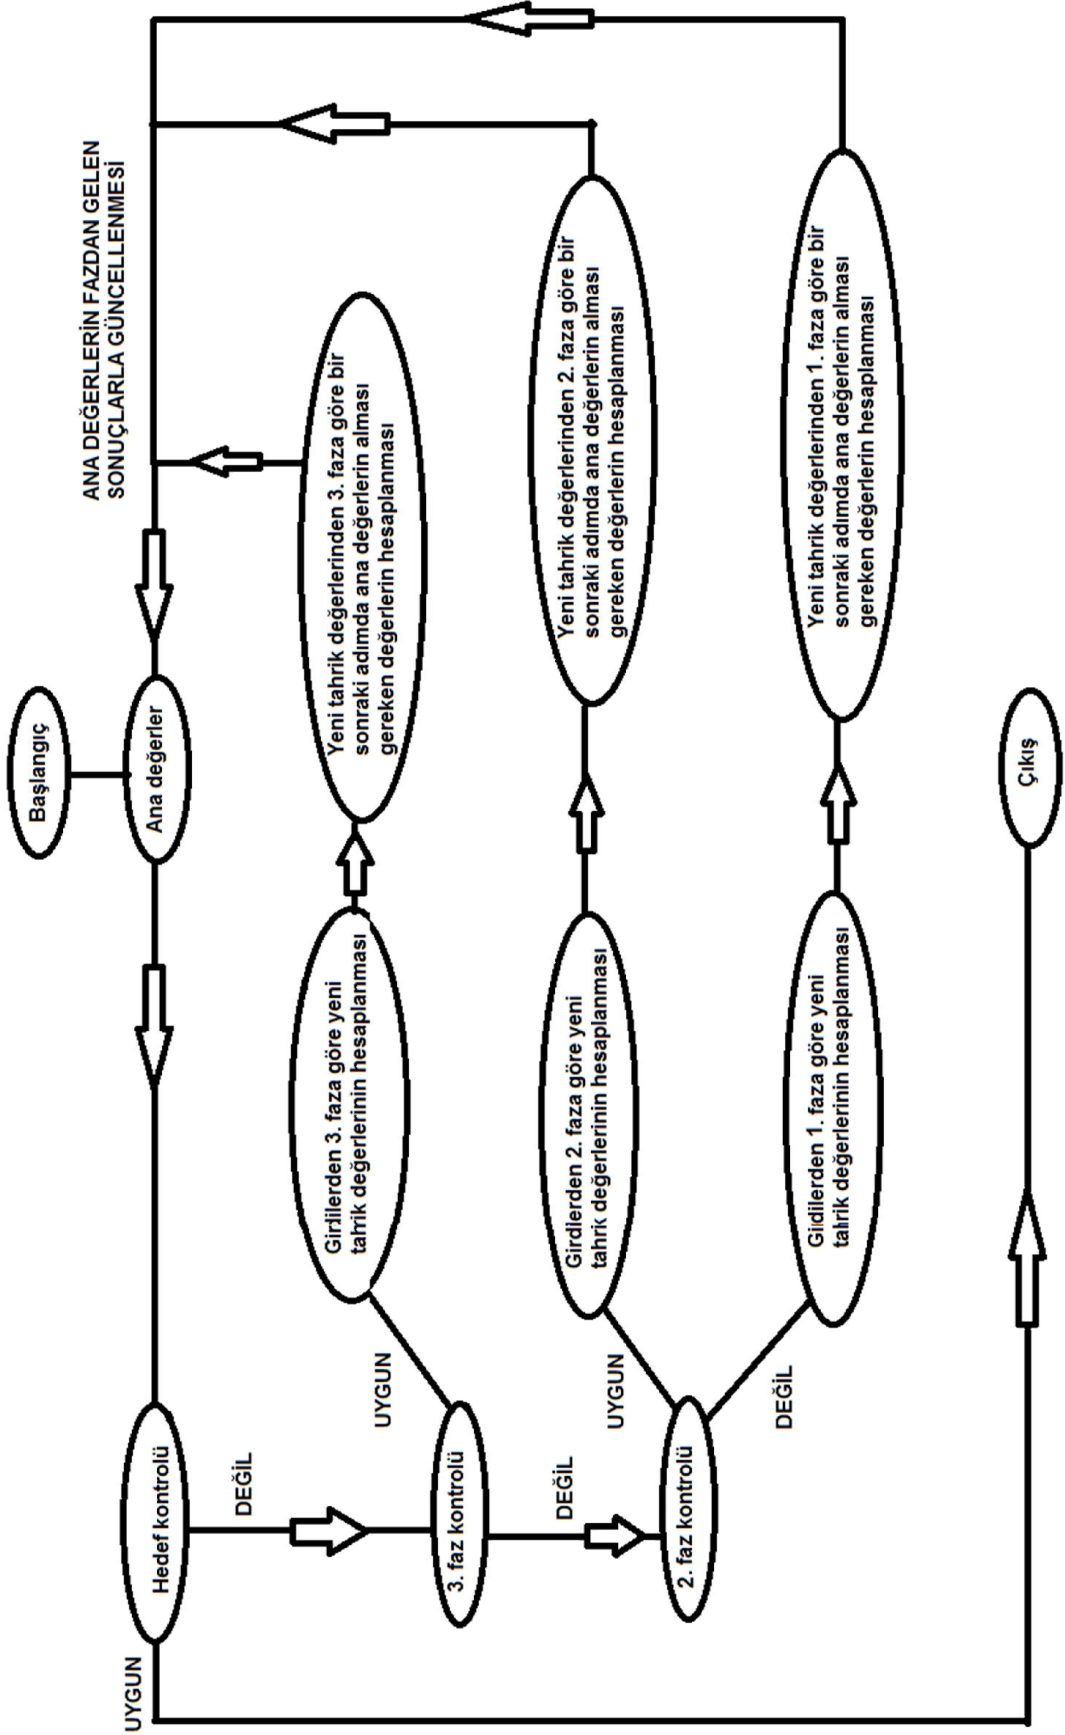 Başlangıç
Ana değerler
ANA DEĞERLERİN FAZDAN GELEN
SONUÇLARLA GÜNCELLENMESİ
UYGUN
Hedef kontrolü
DEĞİL
3. faz kontrolü
UYGUN
Girlilerden 3. faza göre yeni
tahrik değerlerinin hesaplanması
Yeni tahrik değerlerinden 3. faza göre bir
sonraki adımda ana değerlerin alması
gereken değerlerin hesaplanması
DEĞİL
2. faz kontrolü
UYGUN
Girdlerden 2. faza göre yeni
tahrik değerlerinin hesaplanması
Yeni tahrik değerlerinden 2. faza göre bir
sonraki adımda ana değerlerin alması
gereken değerlerin hesaplanması
DEĞİL
1. faza göre yeni
tahrik değerlerinin hesaplanması
Yeni tahrik değerlerinden 1. faza göre bir
sonraki adımda ana değerlerin alması
gereken değerlerin hesaplanması
Çıkış